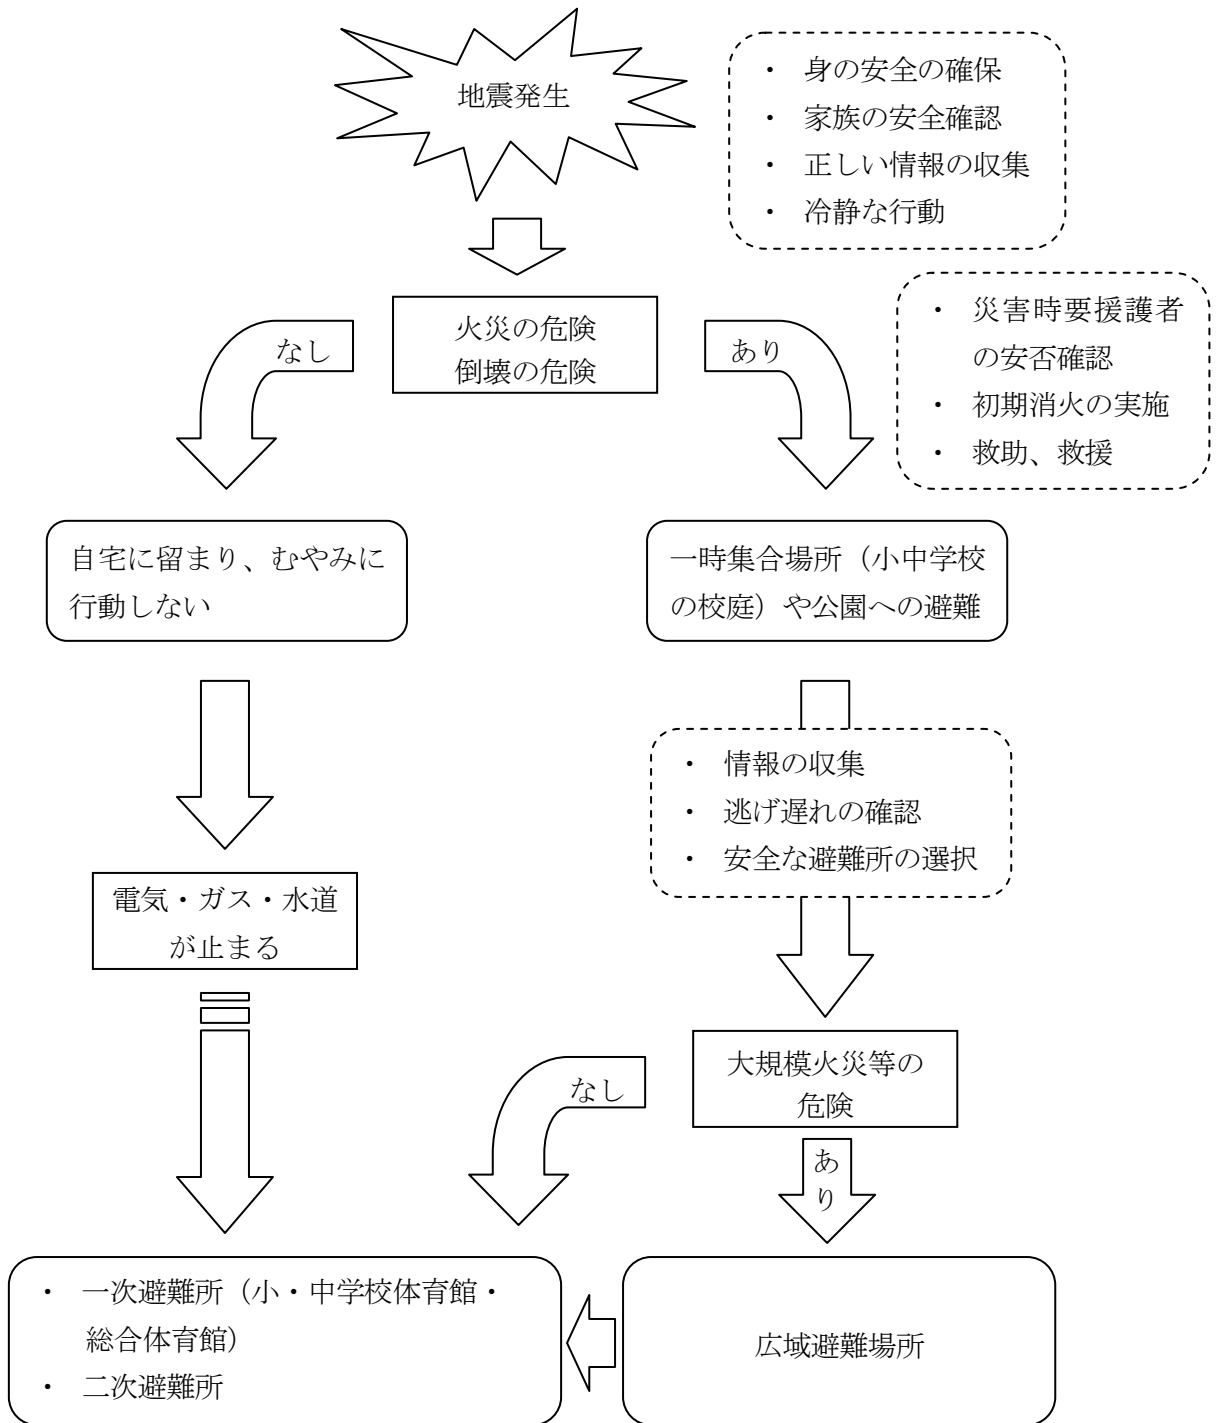 地震発生
・ 身の安全の確保
・ 家族の安全確認
・ 正しい情報の収集
・ 冷静な行動
火災の危険
倒壊の危険
なし
あり
・ 災害時要援護者
の安否確認
・ 初期消火の実施
・ 救助、救援
自宅に留まり、むやみに
行動しない
一時集合場所（小中学校
の校庭）や公園への避難
・ 情報の収集
・ 逃げ遅れの確認
・ 安全な避難所の選択
電気・ガス・水道
が止まる
大規模火災等の
危険
なし
あり
・ 一次避難所（小・中学校体育館・
総合体育館）
・ 二次避難所
広域避難場所